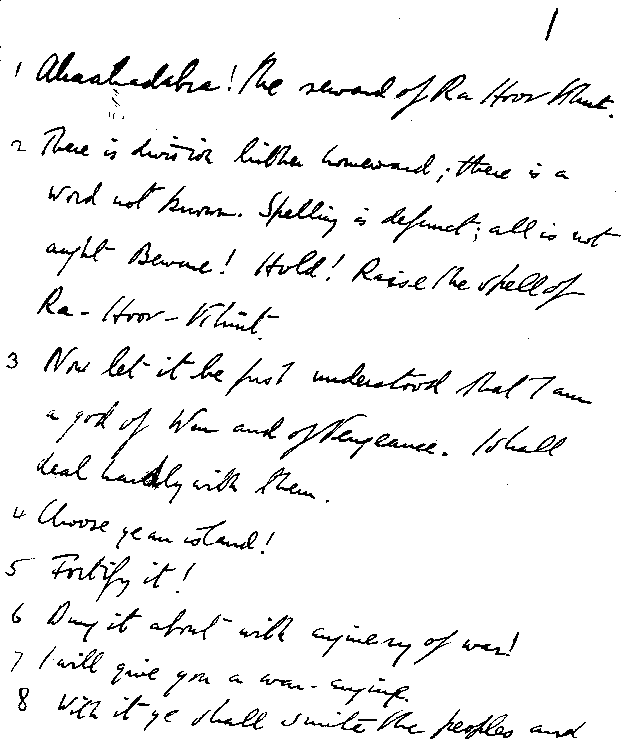 1
1 Abrahadabra! the reward of Ra Hoor Khut.
2 There is division hither homeward; there is a
word not known. Spelling is defunct; all is not
aught Beware! Hold! Raise the spell of
Ra-Hoor-Khuit.
3 Now let it be first understood that I am
a god of War and of Vengeance. I shall
deal hardly with them.
4 Choose ye an island!
5 Fortify it!
6 Dung it about with enginery of war!
7 I will give you a war-engine.
8 With it ye shall smite the peoples and